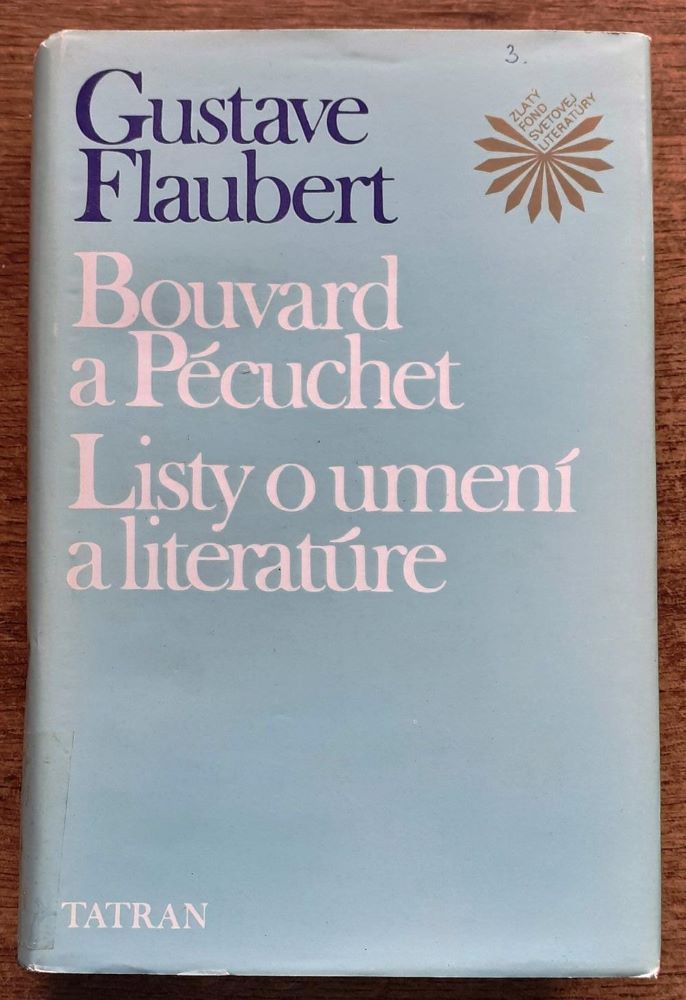 3.
Gustave
Flaubert
ZLATÝ
FOND
SVETOVEJ
LITERATÚRY
Bouvard
a Pécuchet
Listy o umení
a literatúre
TATRAN